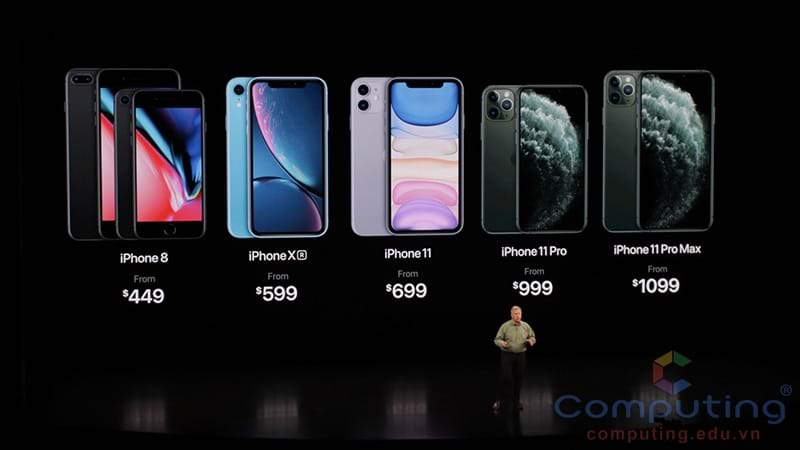 iPhone 8
From
$449
iPhone XR
From
$599
iPhone 11
From
$699
iPhone 11 Pro
From
$999
iPhone 11 Pro Max
From
$1099
Computing®
computing.edu.vn